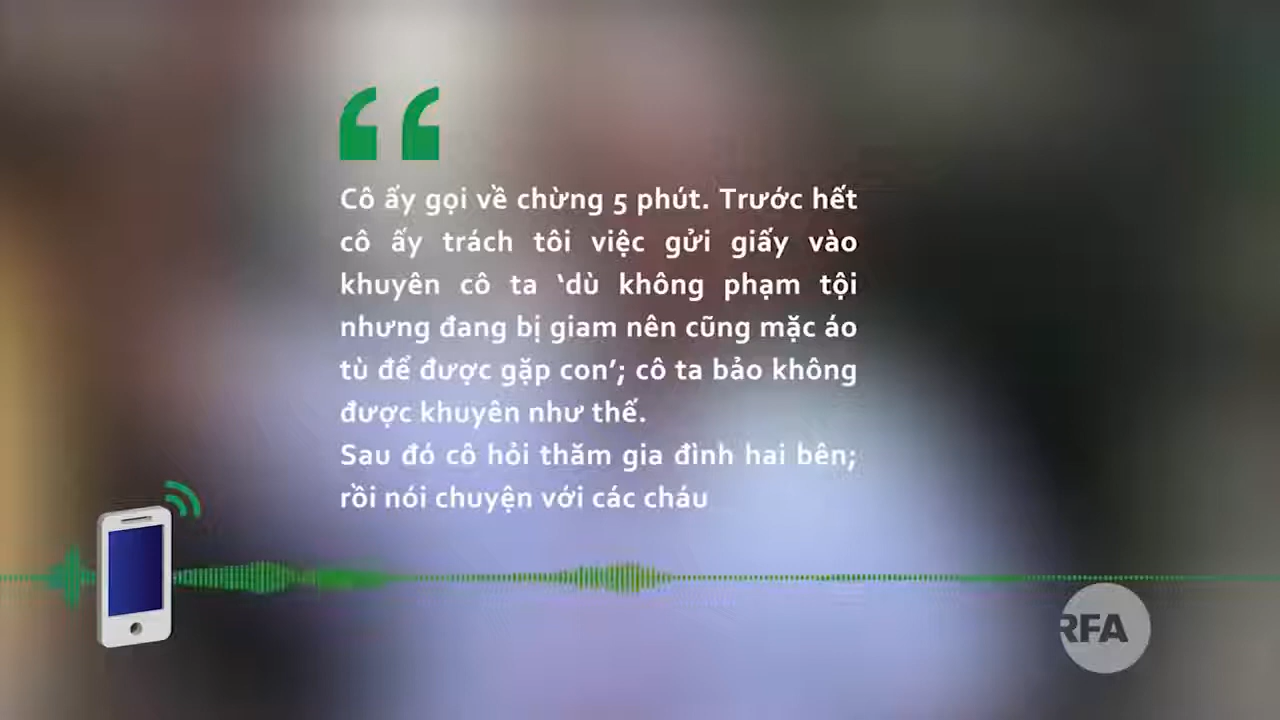 Cô ấy gọi về chừng 5 phút. Trước hết
cô ấy trách tôi việc gửi giấy vào
khuyên cô ta ‘dù không phạm tội
nhưng đang bị giam nên cũng mặc áo
tù để được gặp con’; cô ta bảo không
được khuyên như thế.
Sau đó cô hỏi thăm gia đình hai bên;
rồi nói chuyện với các cháu
RFA